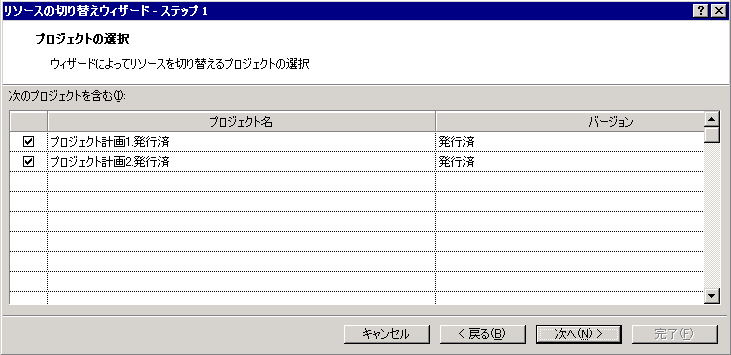 リソースの切り替えウィザード - ステップ 1
プロジェクトの選択
ウィザードによってリソースを切り替えるプロジェクトの選択
次のプロジェクトを含む(I):
プロジェクト名 バージョン
プロジェクト計画1.発行済 発行済
プロジェクト計画2.発行済 発行済
キャンセル < 戻る(B) 次へ(N) > 完了(F)